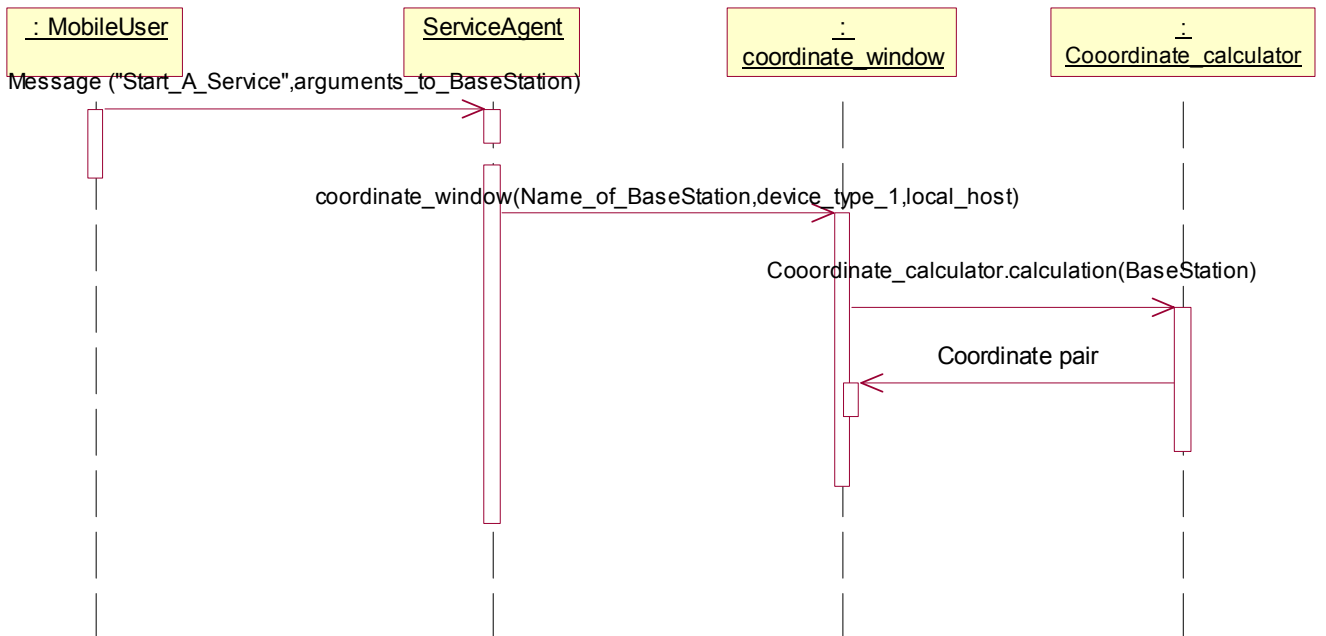 : MobileUser
ServiceAgent
:
coordinate_window
:
Cooordinate_calculator
Message ("Start_A_Service",arguments_to_BaseStation)
coordinate_window(Name_of_BaseStation,device_type_1,local_host)
Cooordinate_calculator.calculation(BaseStation)
Coordinate pair